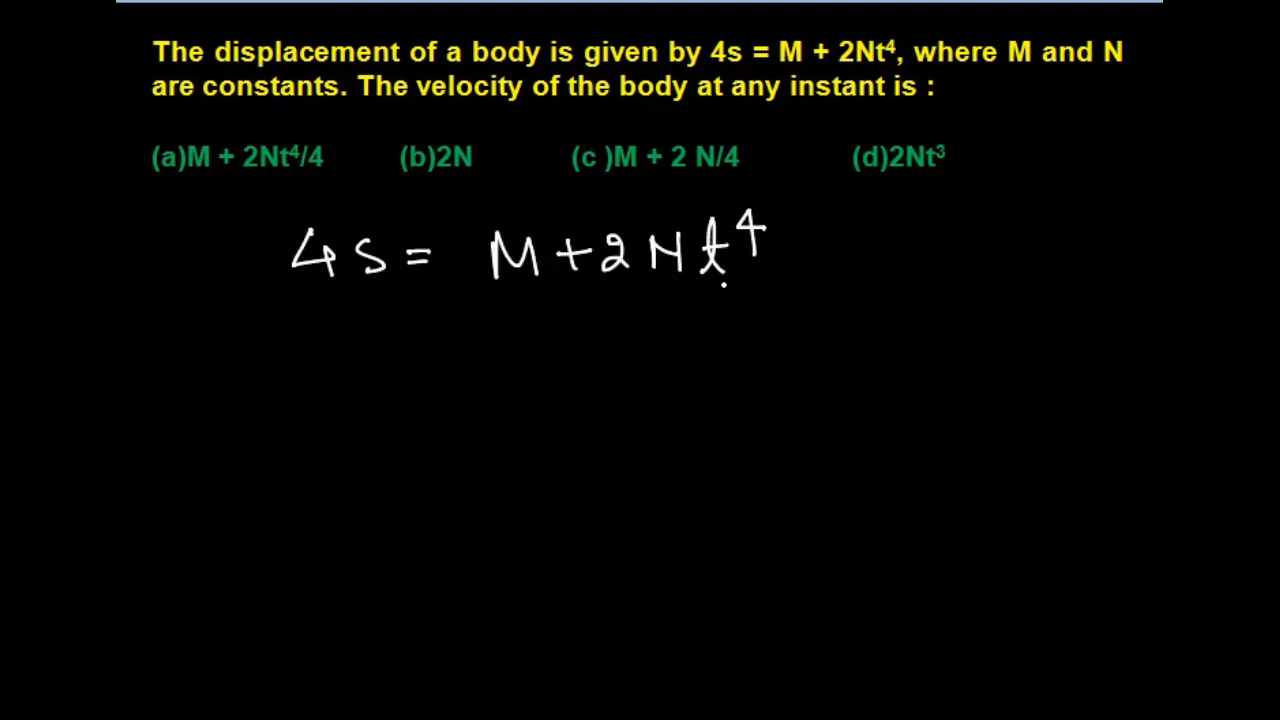 The displacement of a body is given by 4s = M + 2Nt⁴, where M and N
are constants. The velocity of the body at any instant is :
(a)M + 2Nt⁴/4 (b)2N (c )M + 2 N/4 (d)2Nt³
4s = M+2Nt⁴